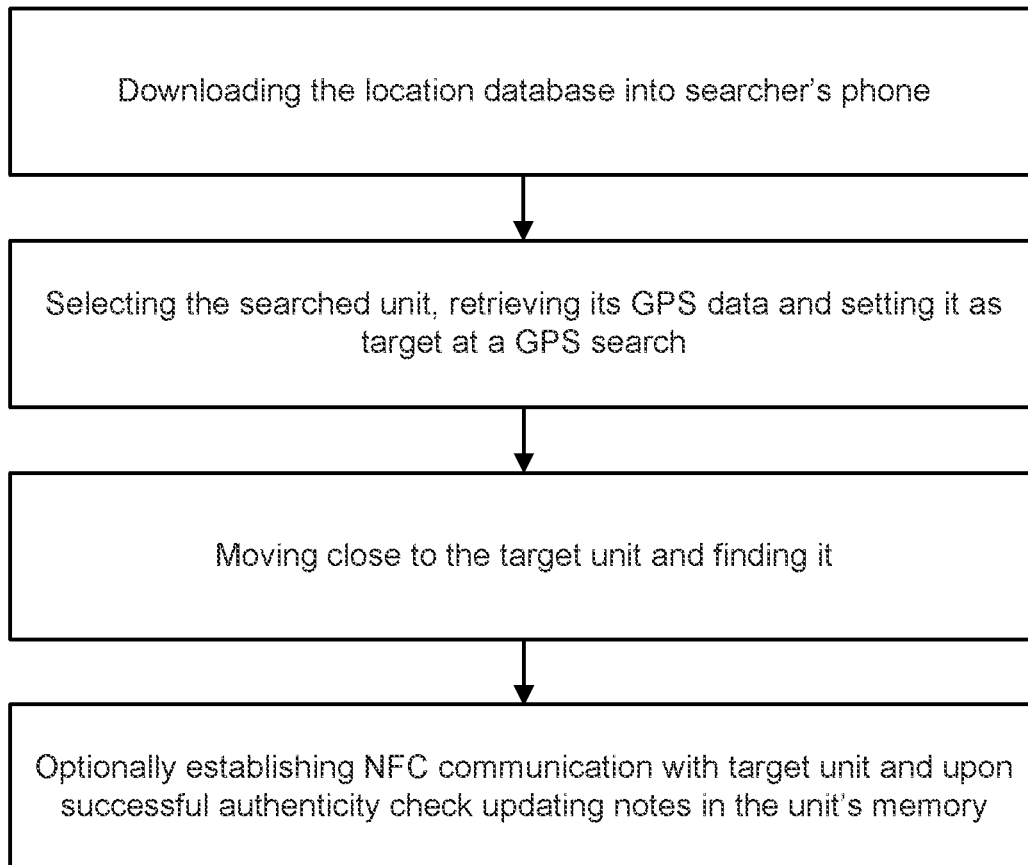 Downloading the location database into searcher's phone
Selecting the searched unit, retrieving its GPS data and setting it as
target at a GPS search
Moving close to the target unit and finding it
Optionally establishing NFC communication with target unit and upon
successful authenticity check updating notes in the unit's memory